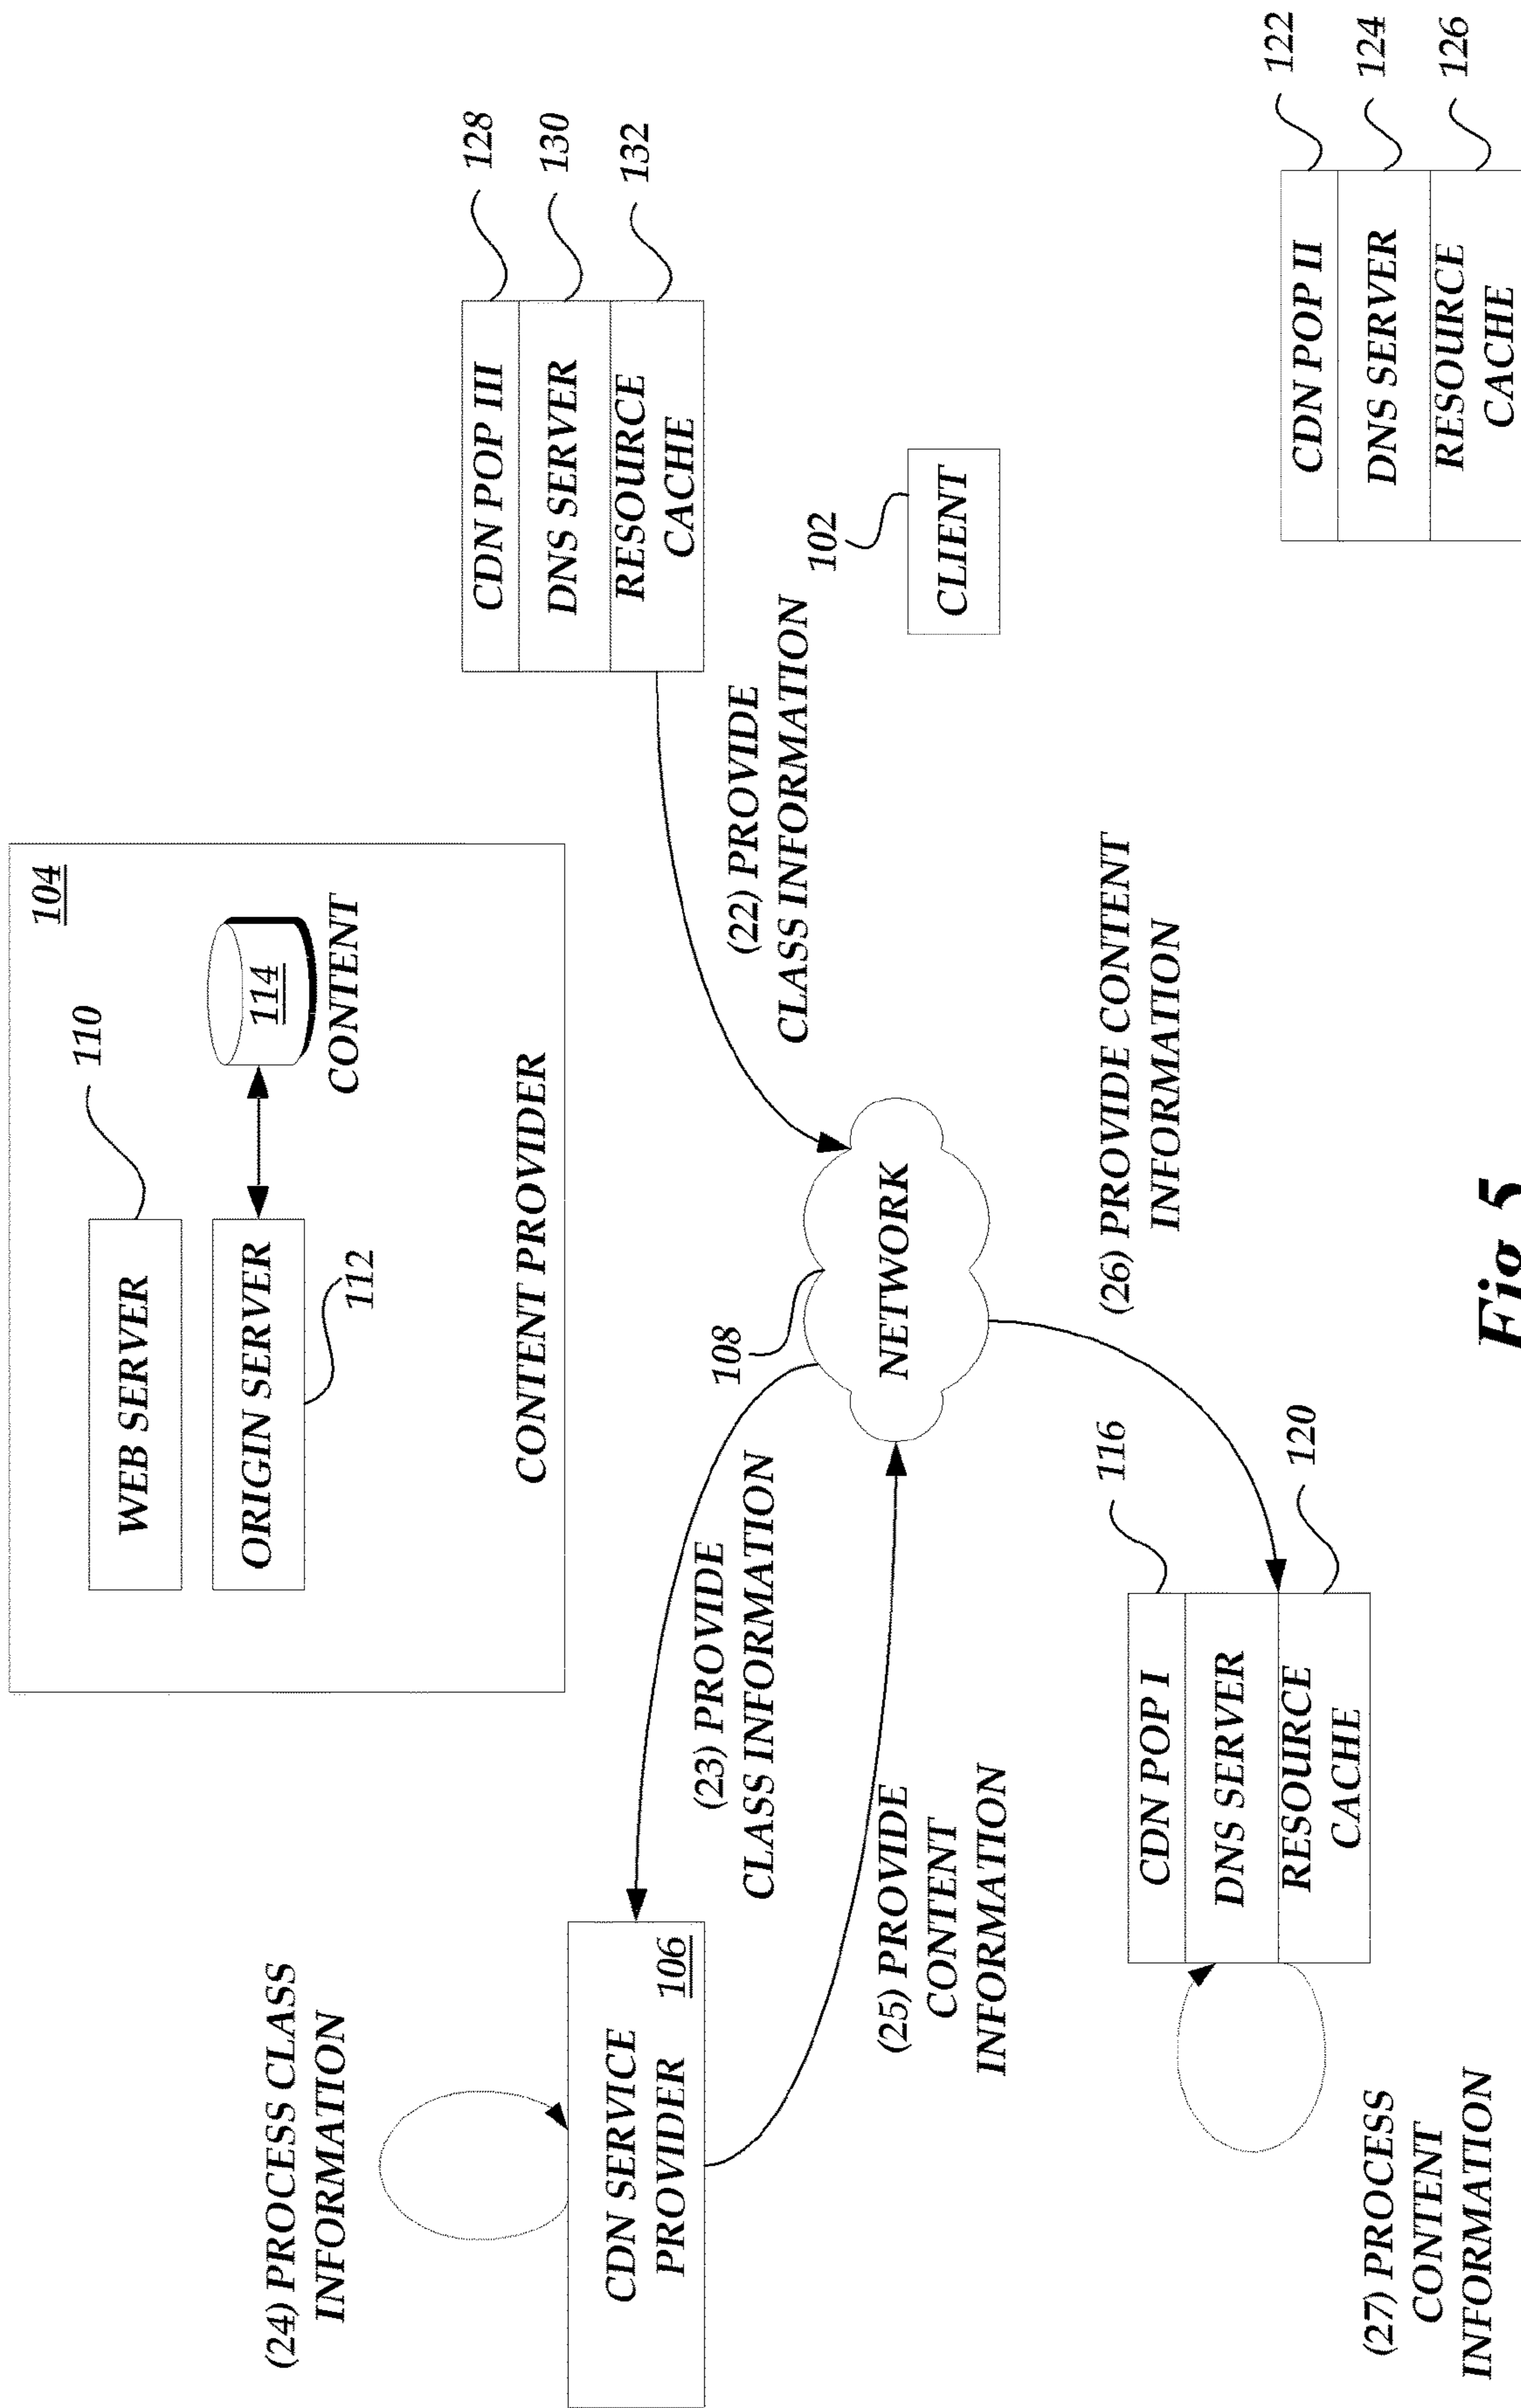 104
WEB SERVER
110
ORIGIN SERVER
112
114
CONTENT
CONTENT PROVIDER
(24) PROCESS CLASS
INFORMATION
CDN SERVICE
PROVIDER
106
(23) PROVIDE
CLASS INFORMATION
(25) PROVIDE
CONTENT
INFORMATION
108
NETWORK
(22) PROVIDE
CLASS INFORMATION
CDN POP III
128
DNS SERVER
130
RESOURCE
CACHE
132
102
CLIENT
(26) PROVIDE CONTENT
INFORMATION
CDN POP I
116
DNS SERVER
RESOURCE
CACHE
120
(27) PROCESS
CONTENT
INFORMATION
CDN POP II
122
DNS SERVER
124
RESOURCE
CACHE
126
Fig. 5